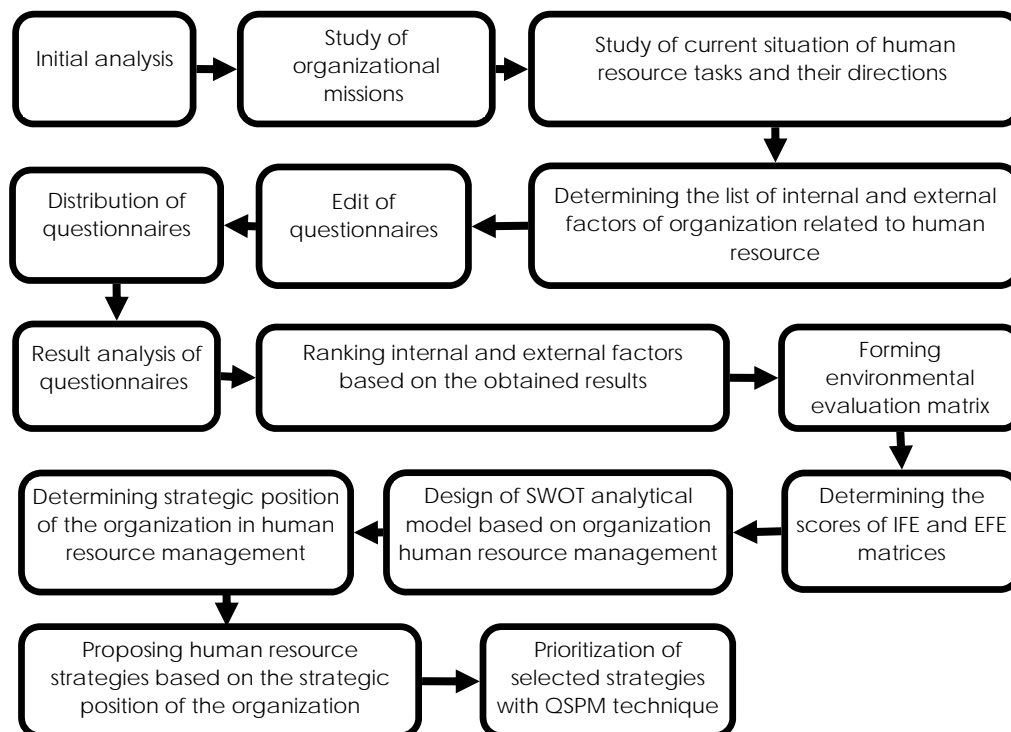 Initial analysis
Study of
organizational
missions
Study of current situation of human
resource tasks and their directions
Determining the list of internal and external
factors of organization related to human
resource
Edit of
questionnaires
Distribution of
questionnaires
Result analysis of
questionnaires
Ranking internal and external factors
based on the obtained results
Forming
environmental
evaluation matrix
Determining the
scores of IFE and EFE
matrices
Design of SWOT analytical
model based on organization
human resource management
Determining strategic position
of the organization in human
resource management
Proposing human resource
strategies based on the strategic
position of the organization
Prioritization of
selected strategies
with QSPM technique